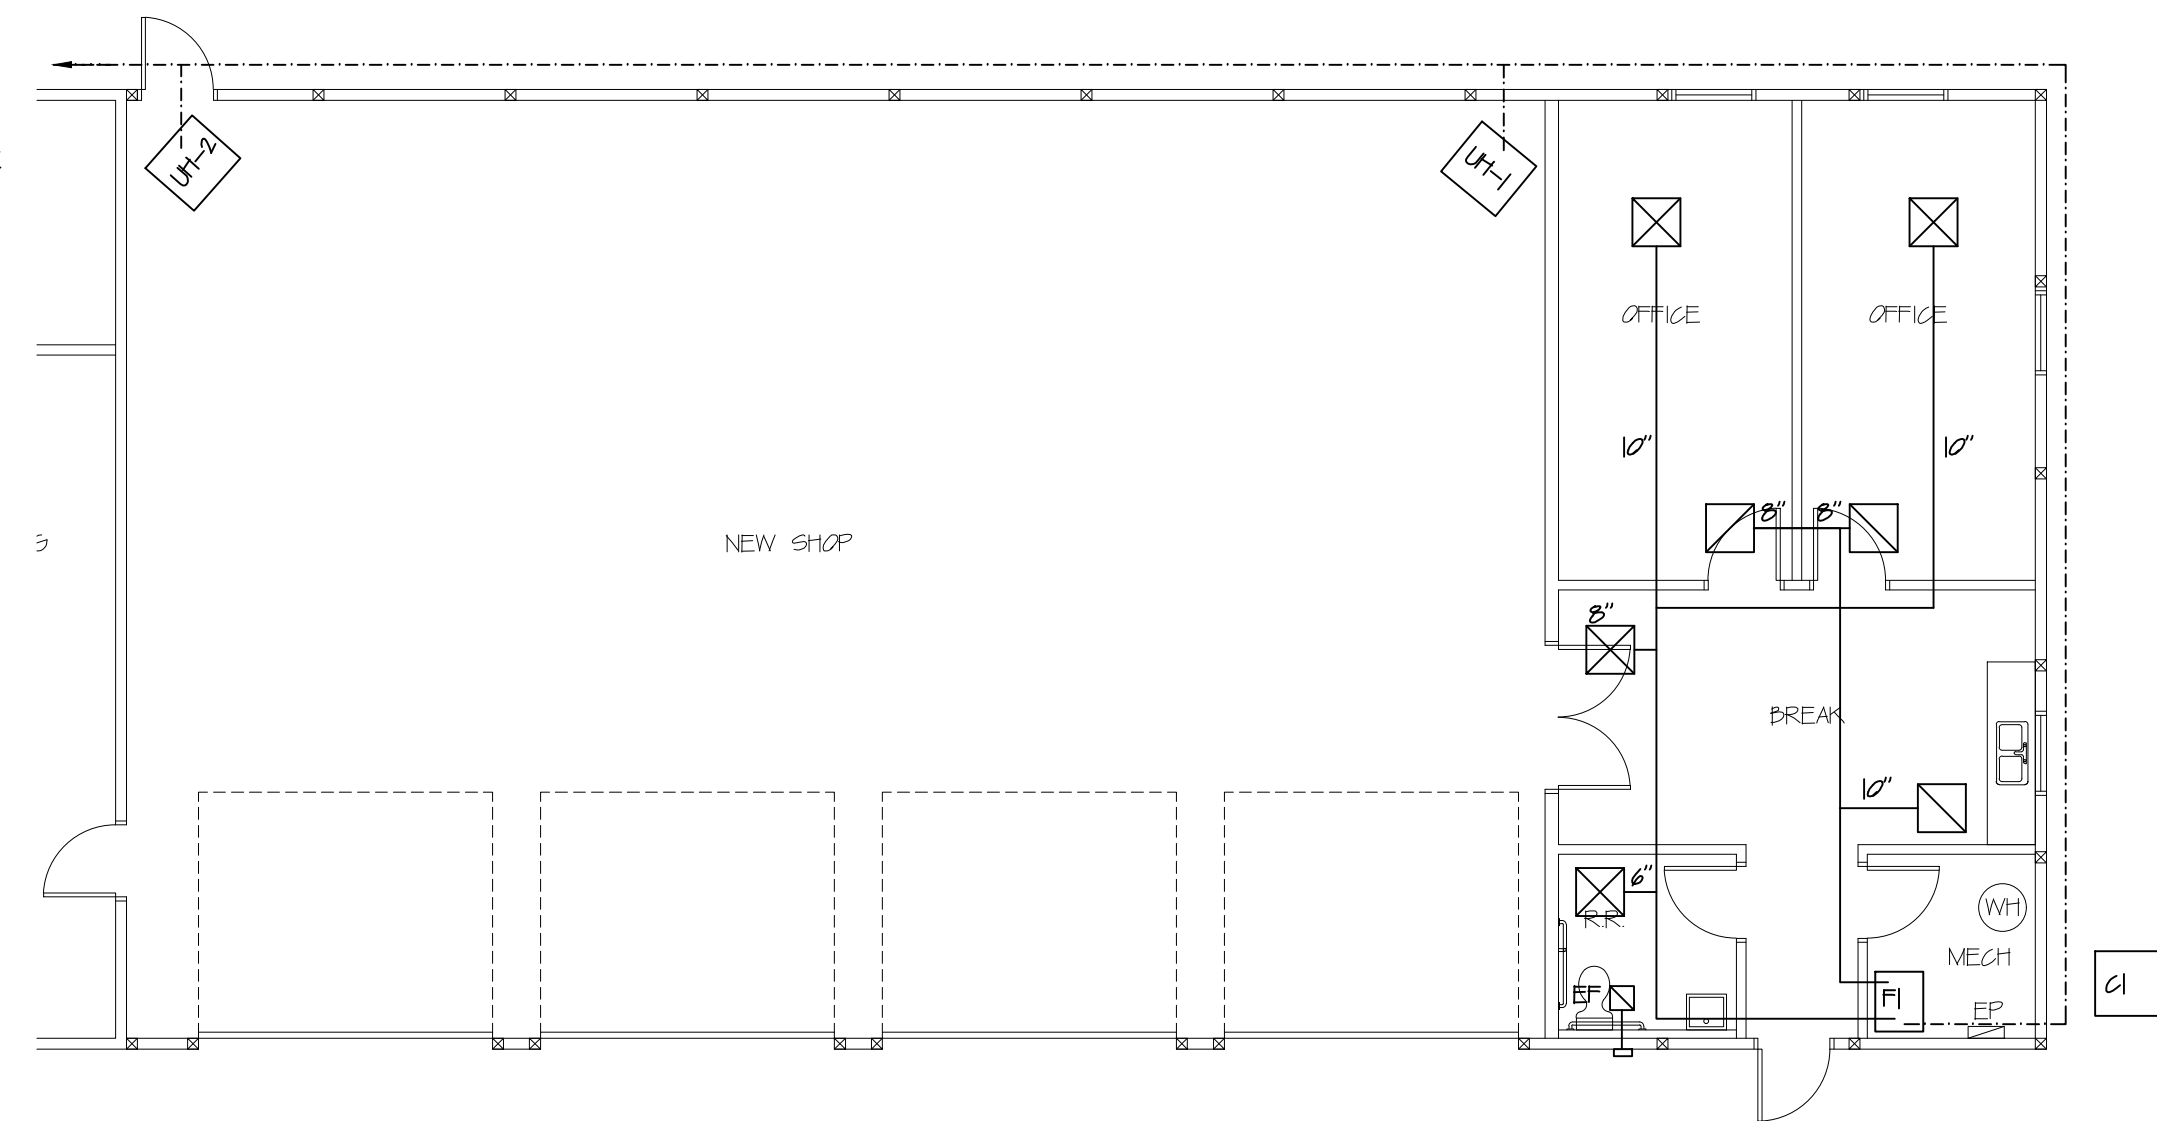 UH-2
UH-1
OFFICE
OFFICE
10"
10"
8"
8"
NEW SHOP
8"
BREAK
10"
6"
R.R.
WH
MECH
EF
F1
EP
C1